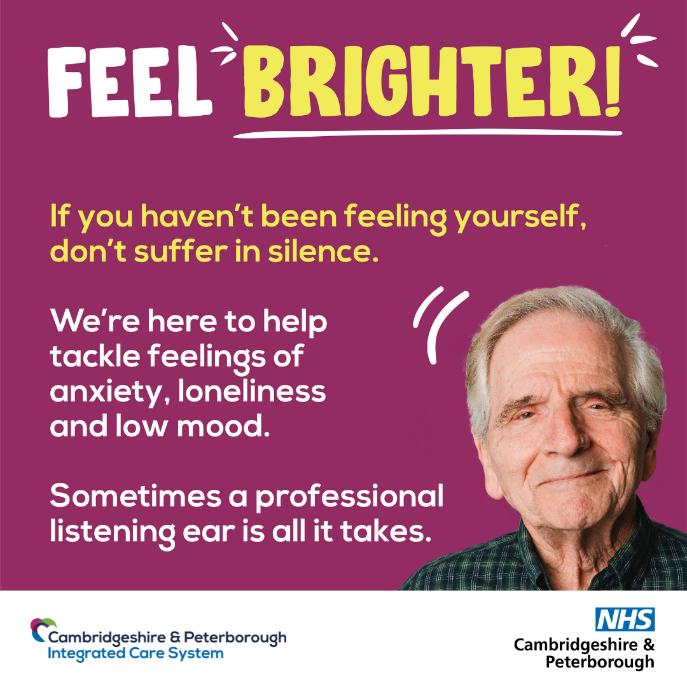 FEEL BRIGHTER!
If you haven't been feeling yourself,
don't suffer in silence.
We're here to help
tackle feelings of
anxiety, loneliness
and low mood.
Sometimes a professional
listening ear is all it takes.
Cambridgeshire & Peterborough
Integrated Care System
NHS
Cambridgeshire &
Peterborough